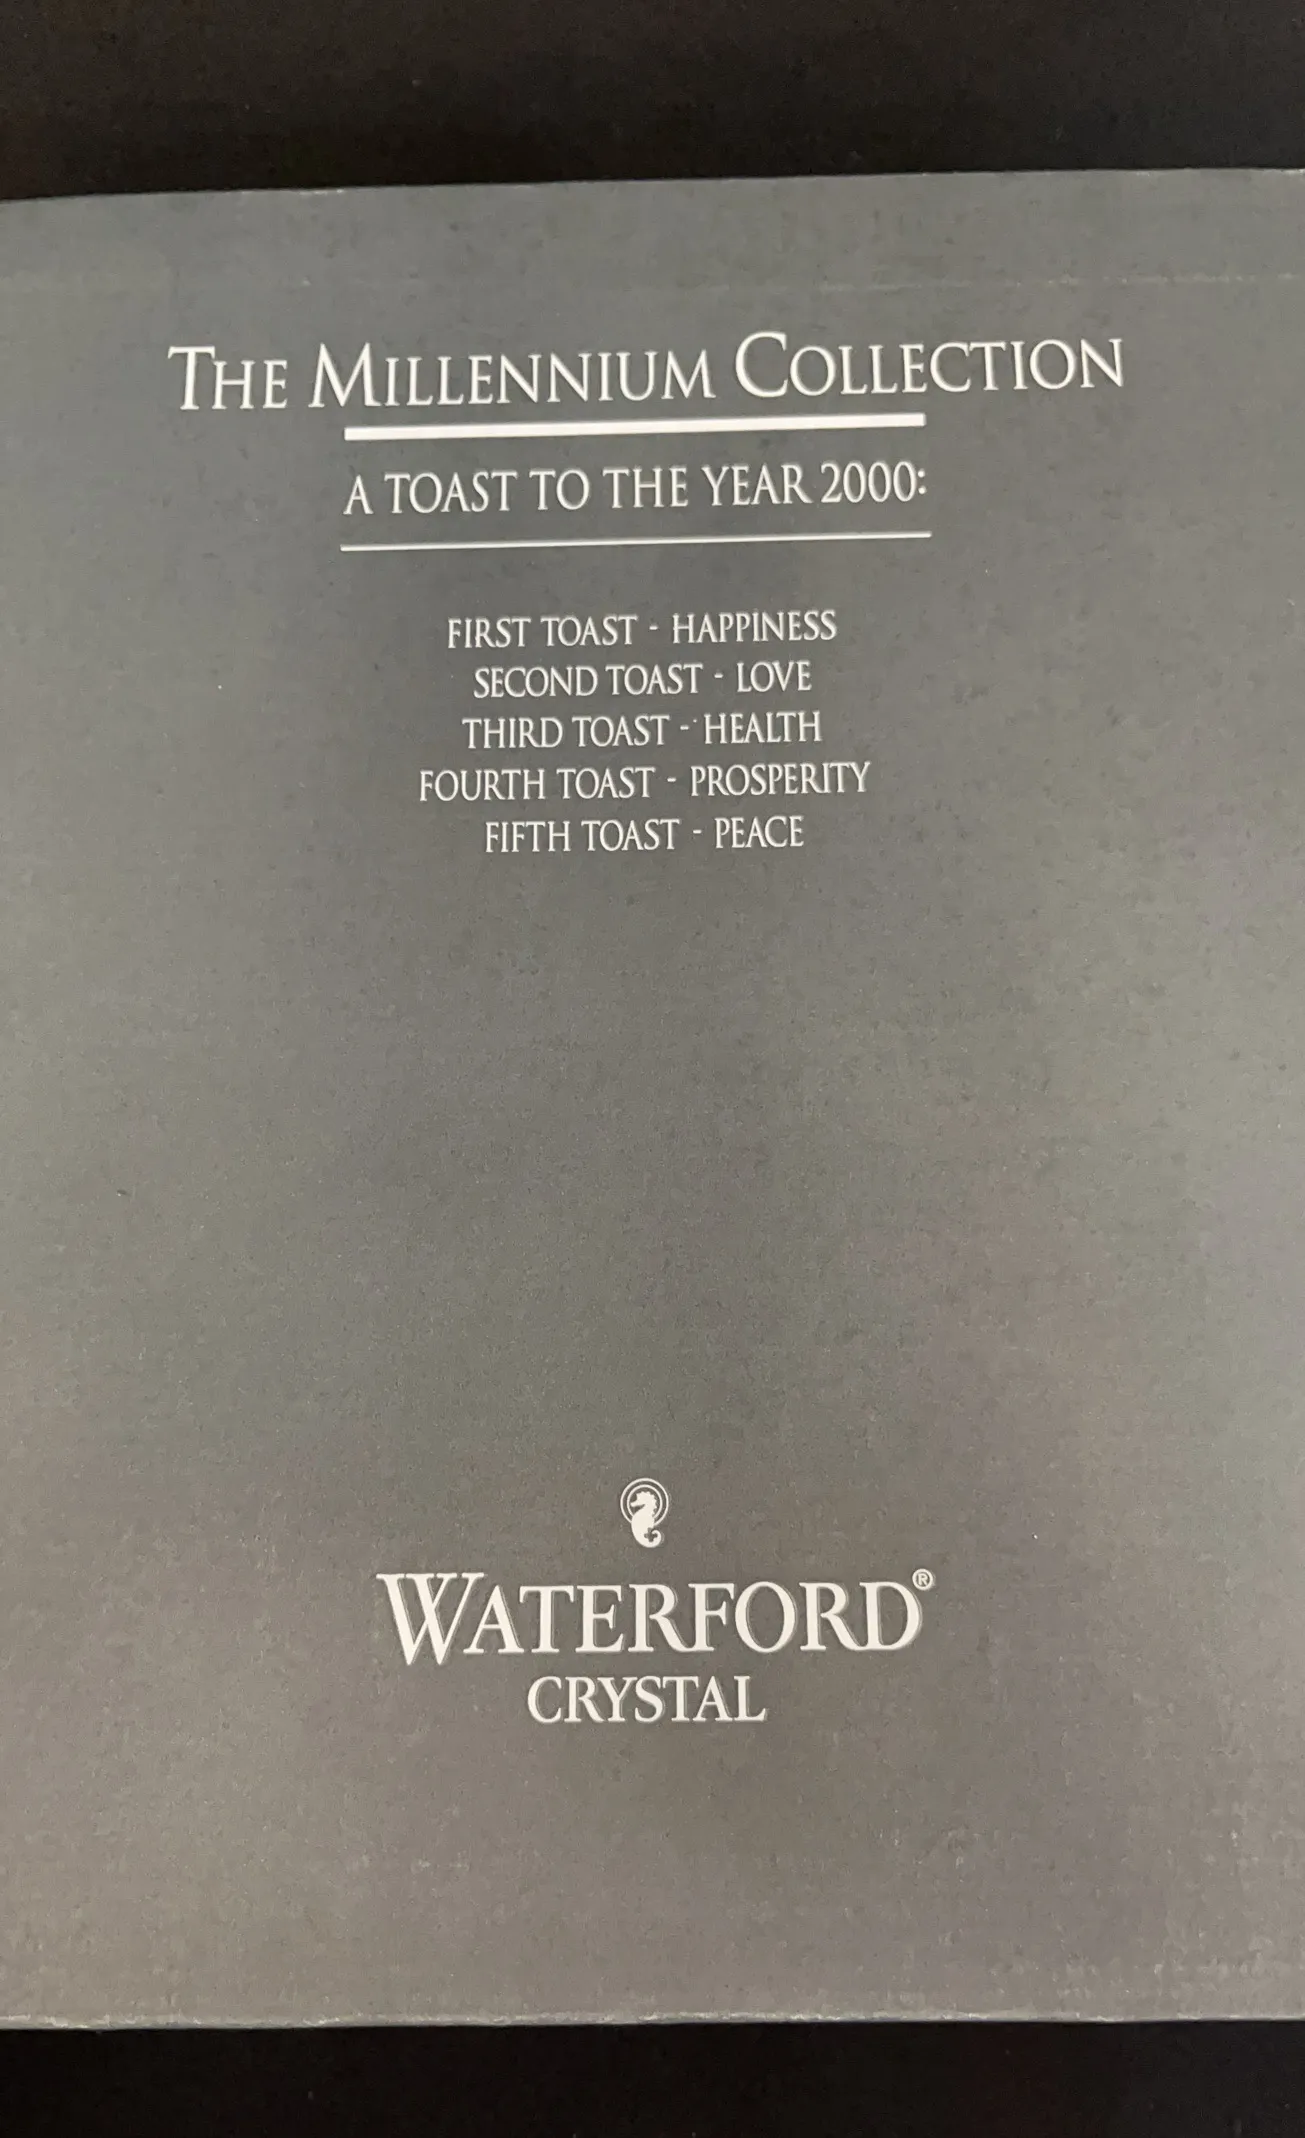 THE MILLENNIUM COLLECTION
A TOAST TO THE YEAR 2000:
FIRST TOAST - HAPPINESS
SECOND TOAST - LOVE
THIRD TOAST - HEALTH
FOURTH TOAST - PROSPERITY
FIFTH TOAST - PEACE
WATERFORD®
CRYSTAL